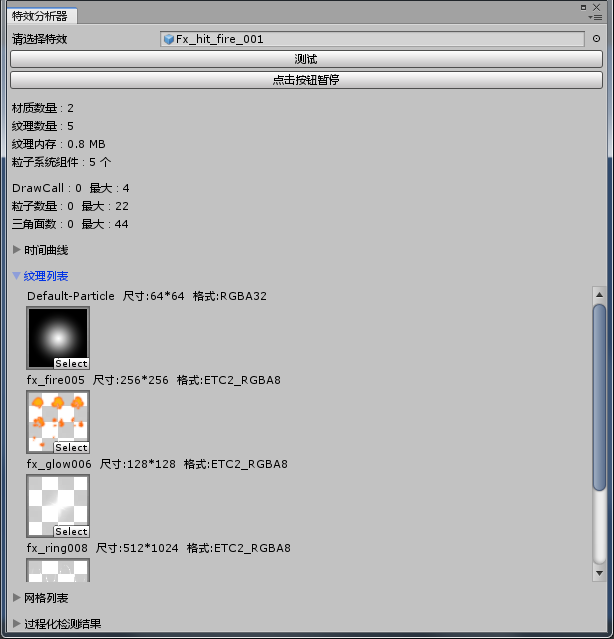 特效分析器
请选择特效 Fx_hit_fire_001
测试
点击按钮暂停
材质数量 : 2
纹理数量 : 5
纹理内存 : 0.8 MB
粒子系统组件 : 5 个
DrawCall : 0 最大 : 4
粒子数量 : 0 最大 : 22
三角面数 : 0 最大 : 44
时间曲线
纹理列表
Default-Particle 尺寸:64*64 格式:RGBA32
Select
fx_fire005 尺寸:256*256 格式:ETC2_RGBA8
Select
fx_glow006 尺寸:128*128 格式:ETC2_RGBA8
Select
fx_ring008 尺寸:512*1024 格式:ETC2_RGBA8
网格列表
过程化检测结果